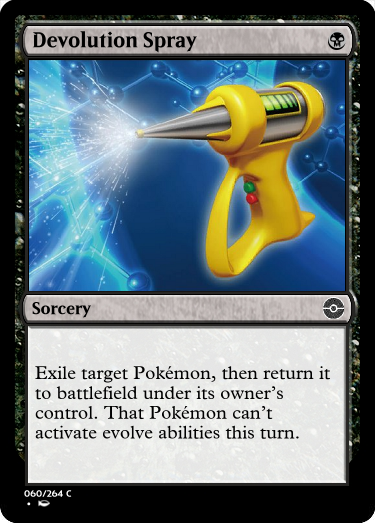 Devolution Spray
Sorcery
Exile target Pokémon, then return it
to battlefield under its owner's
control. That Pokémon can't
activate evolve abilities this turn.
060/264 C